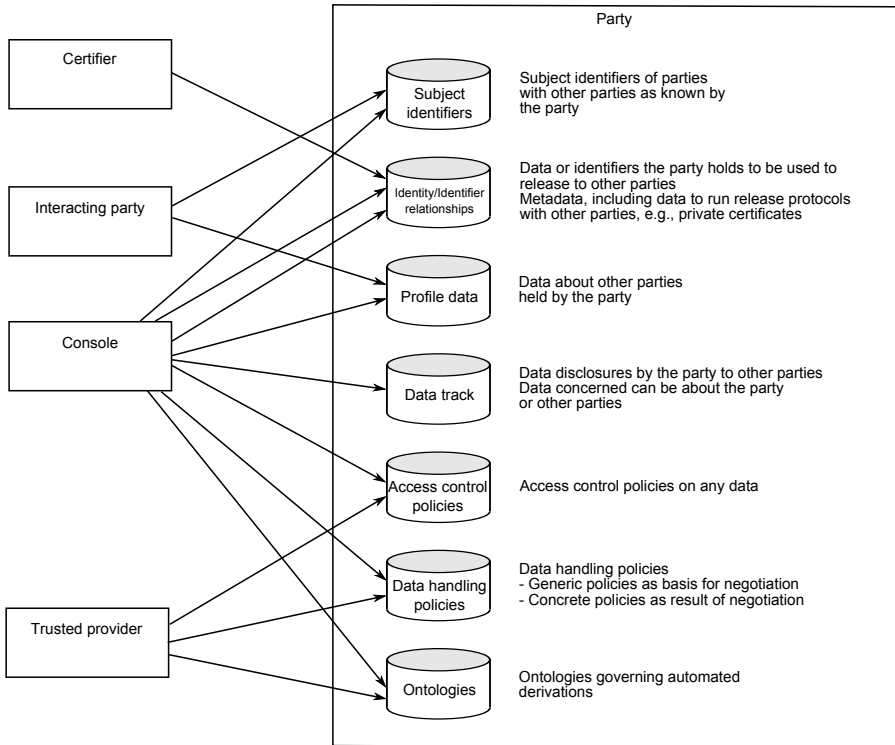 Party
Certifier
Subject
identifiers
Subject identifiers of parties
with other parties as known by
the party
Interacting party
Identity/Identifier
relationships
Data or identifiers the party holds to be used to
release to other parties
Metadata, including data to run release protocols
with other parties, e.g., private certificates
Profile data
Data about other parties
held by the party
Console
Data track
Data disclosures by the party to other parties
Data concerned can be about the party
or other parties
Access control
policies
Access control policies on any data
Data handling
policies
Data handling policies
- Generic policies as basis for negotiation
- Concrete policies as result of negotiation
Trusted provider
Ontologies
Ontologies governing automated
derivations